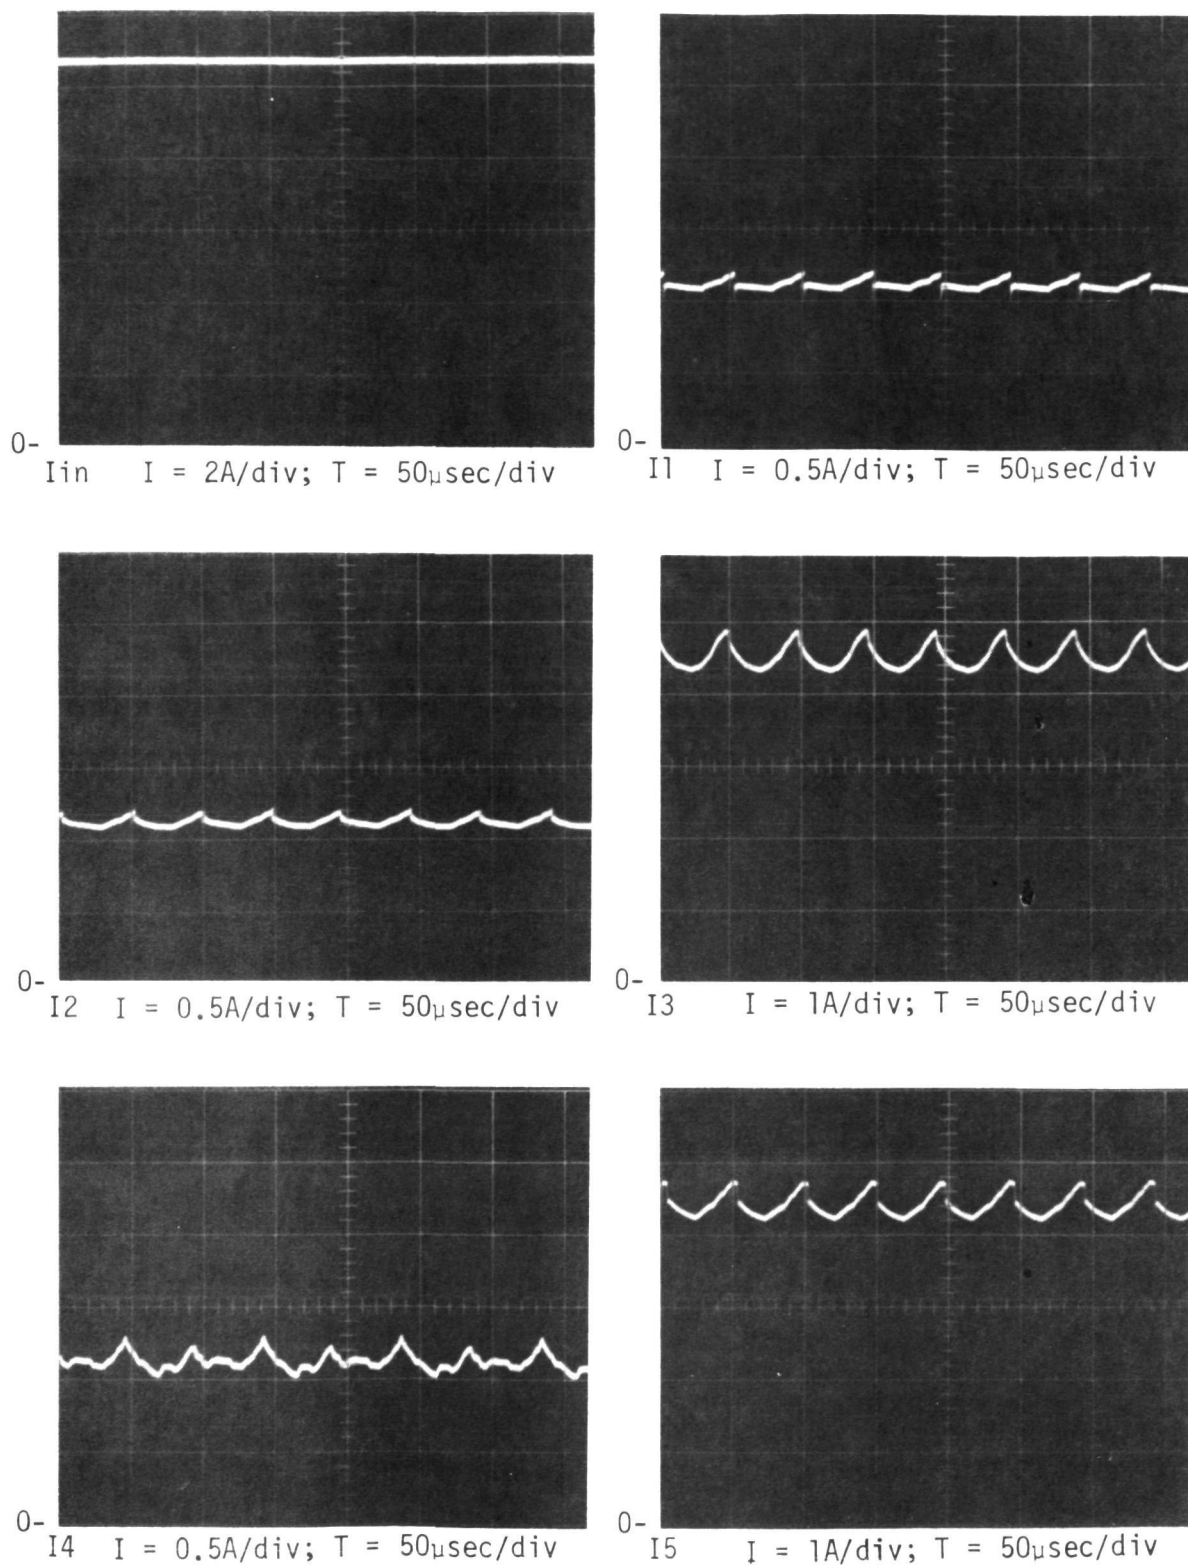 0-
Iin I = 2A/div; T = 50μsec/div
0-
I1 I = 0.5A/div; T = 50μsec/div
0-
I2 I = 0.5A/div; T = 50μsec/div
0-
I3 I = 1A/div; T = 50μsec/div
0-
I4 I = 0.5A/div; T = 50μsec/div
0-
I5 I = 1A/div; T = 50μsec/div